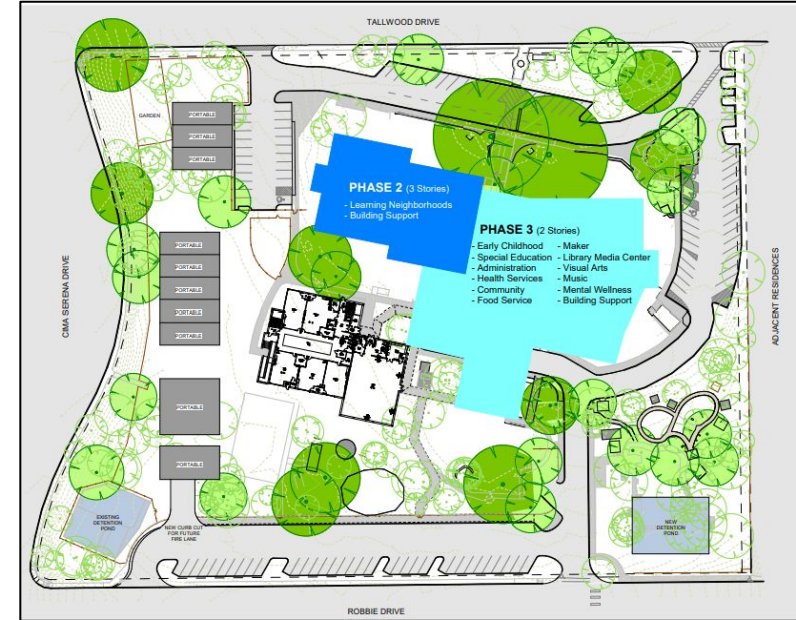 TALLWOOD DRIVE
GARDEN
PORTABLE
PORTABLE
PORTABLE
PHASE 2 (3 Stories)
- Learning Neighborhoods
- Building Support
PHASE 3 (2 Stories)
- Early Childhood
- Special Education
- Administration
- Health Services
- Community
- Food Service
- Maker
- Library Media Center
- Visual Arts
- Music
- Mental Wellness
- Building Support
PORTABLE
PORTABLE
PORTABLE
PORTABLE
PORTABLE
PORTABLE
PORTABLE
CIMA SERENA DRIVE
ADJACENT RESIDENCES
EXISTING
DETENTION
POND
NEW CURB CUT
FOR FUTURE
FIRE LANE
NEW
DETENTION
POND
ROBBIE DRIVE